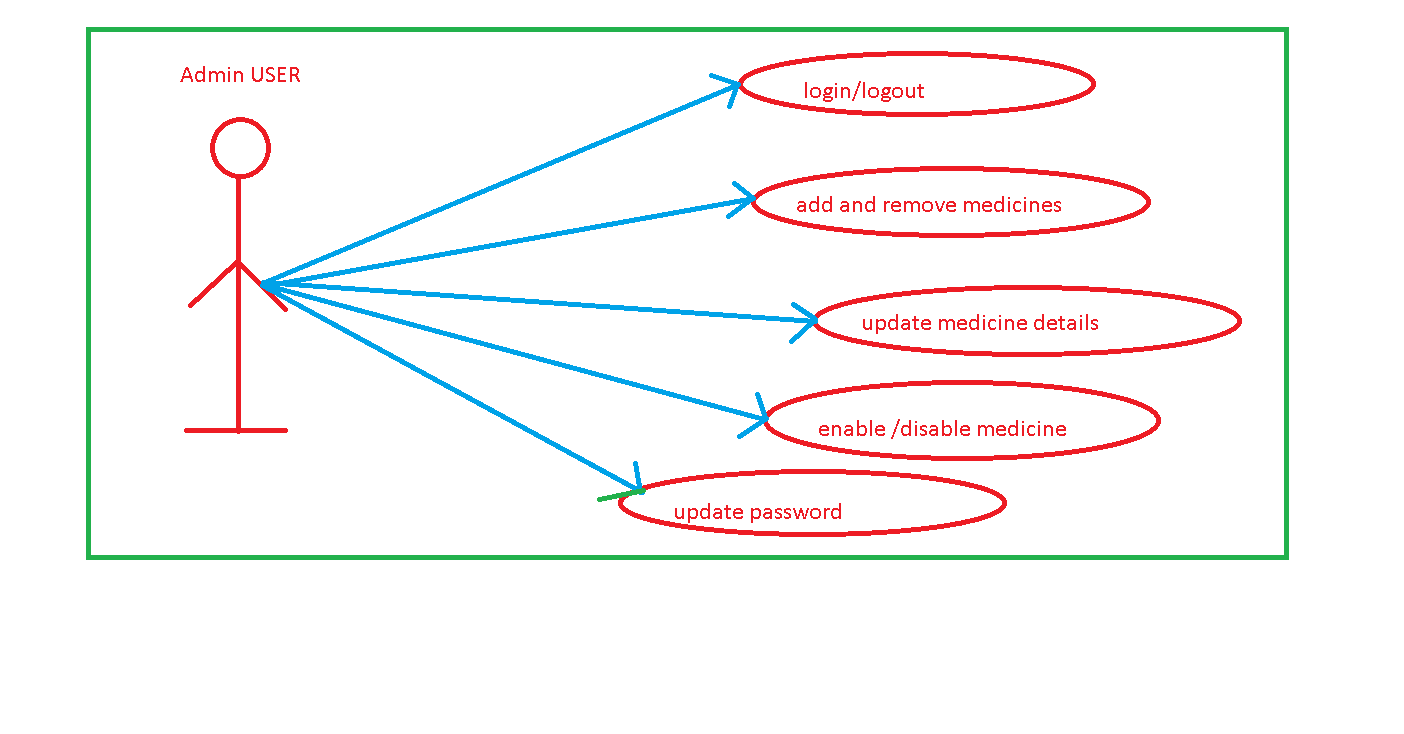 Admin USER
login/logout
add and remove medicines
update medicine details
enable /disable medicine
update password